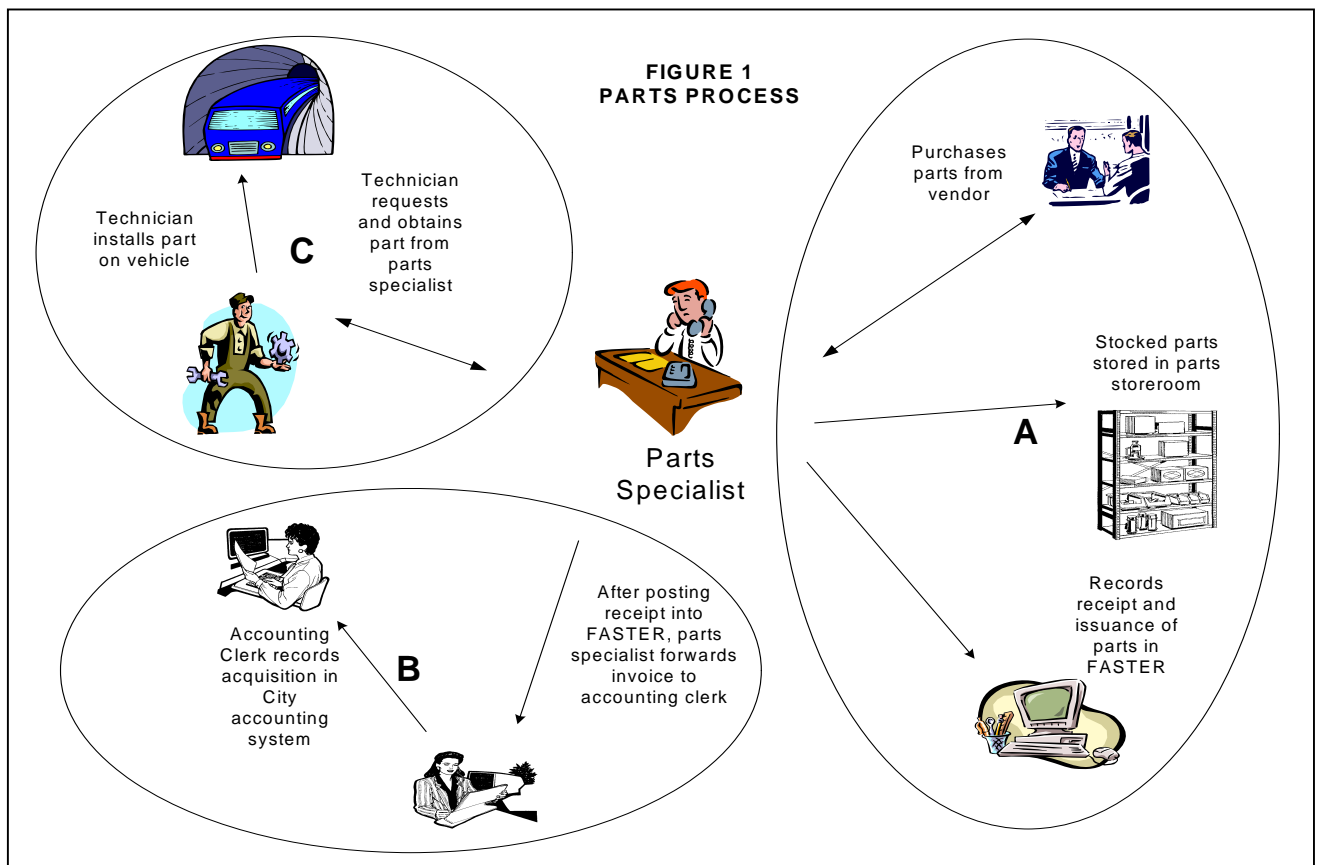 FIGURE 1
PARTS PROCESS
Technician
installs part
on vehicle
C
Technician
requests
and obtains
part from
parts
specialist
Purchases
parts from
vendor
Stocked parts
stored in parts
storeroom
A
Parts
Specialist
Records
receipt and
issuance of
parts in
FASTER
Accounting
Clerk records
acquisition in
City
accounting
system
B
After posting
receipt into
FASTER, parts
specialist forwards
invoice to
accounting clerk